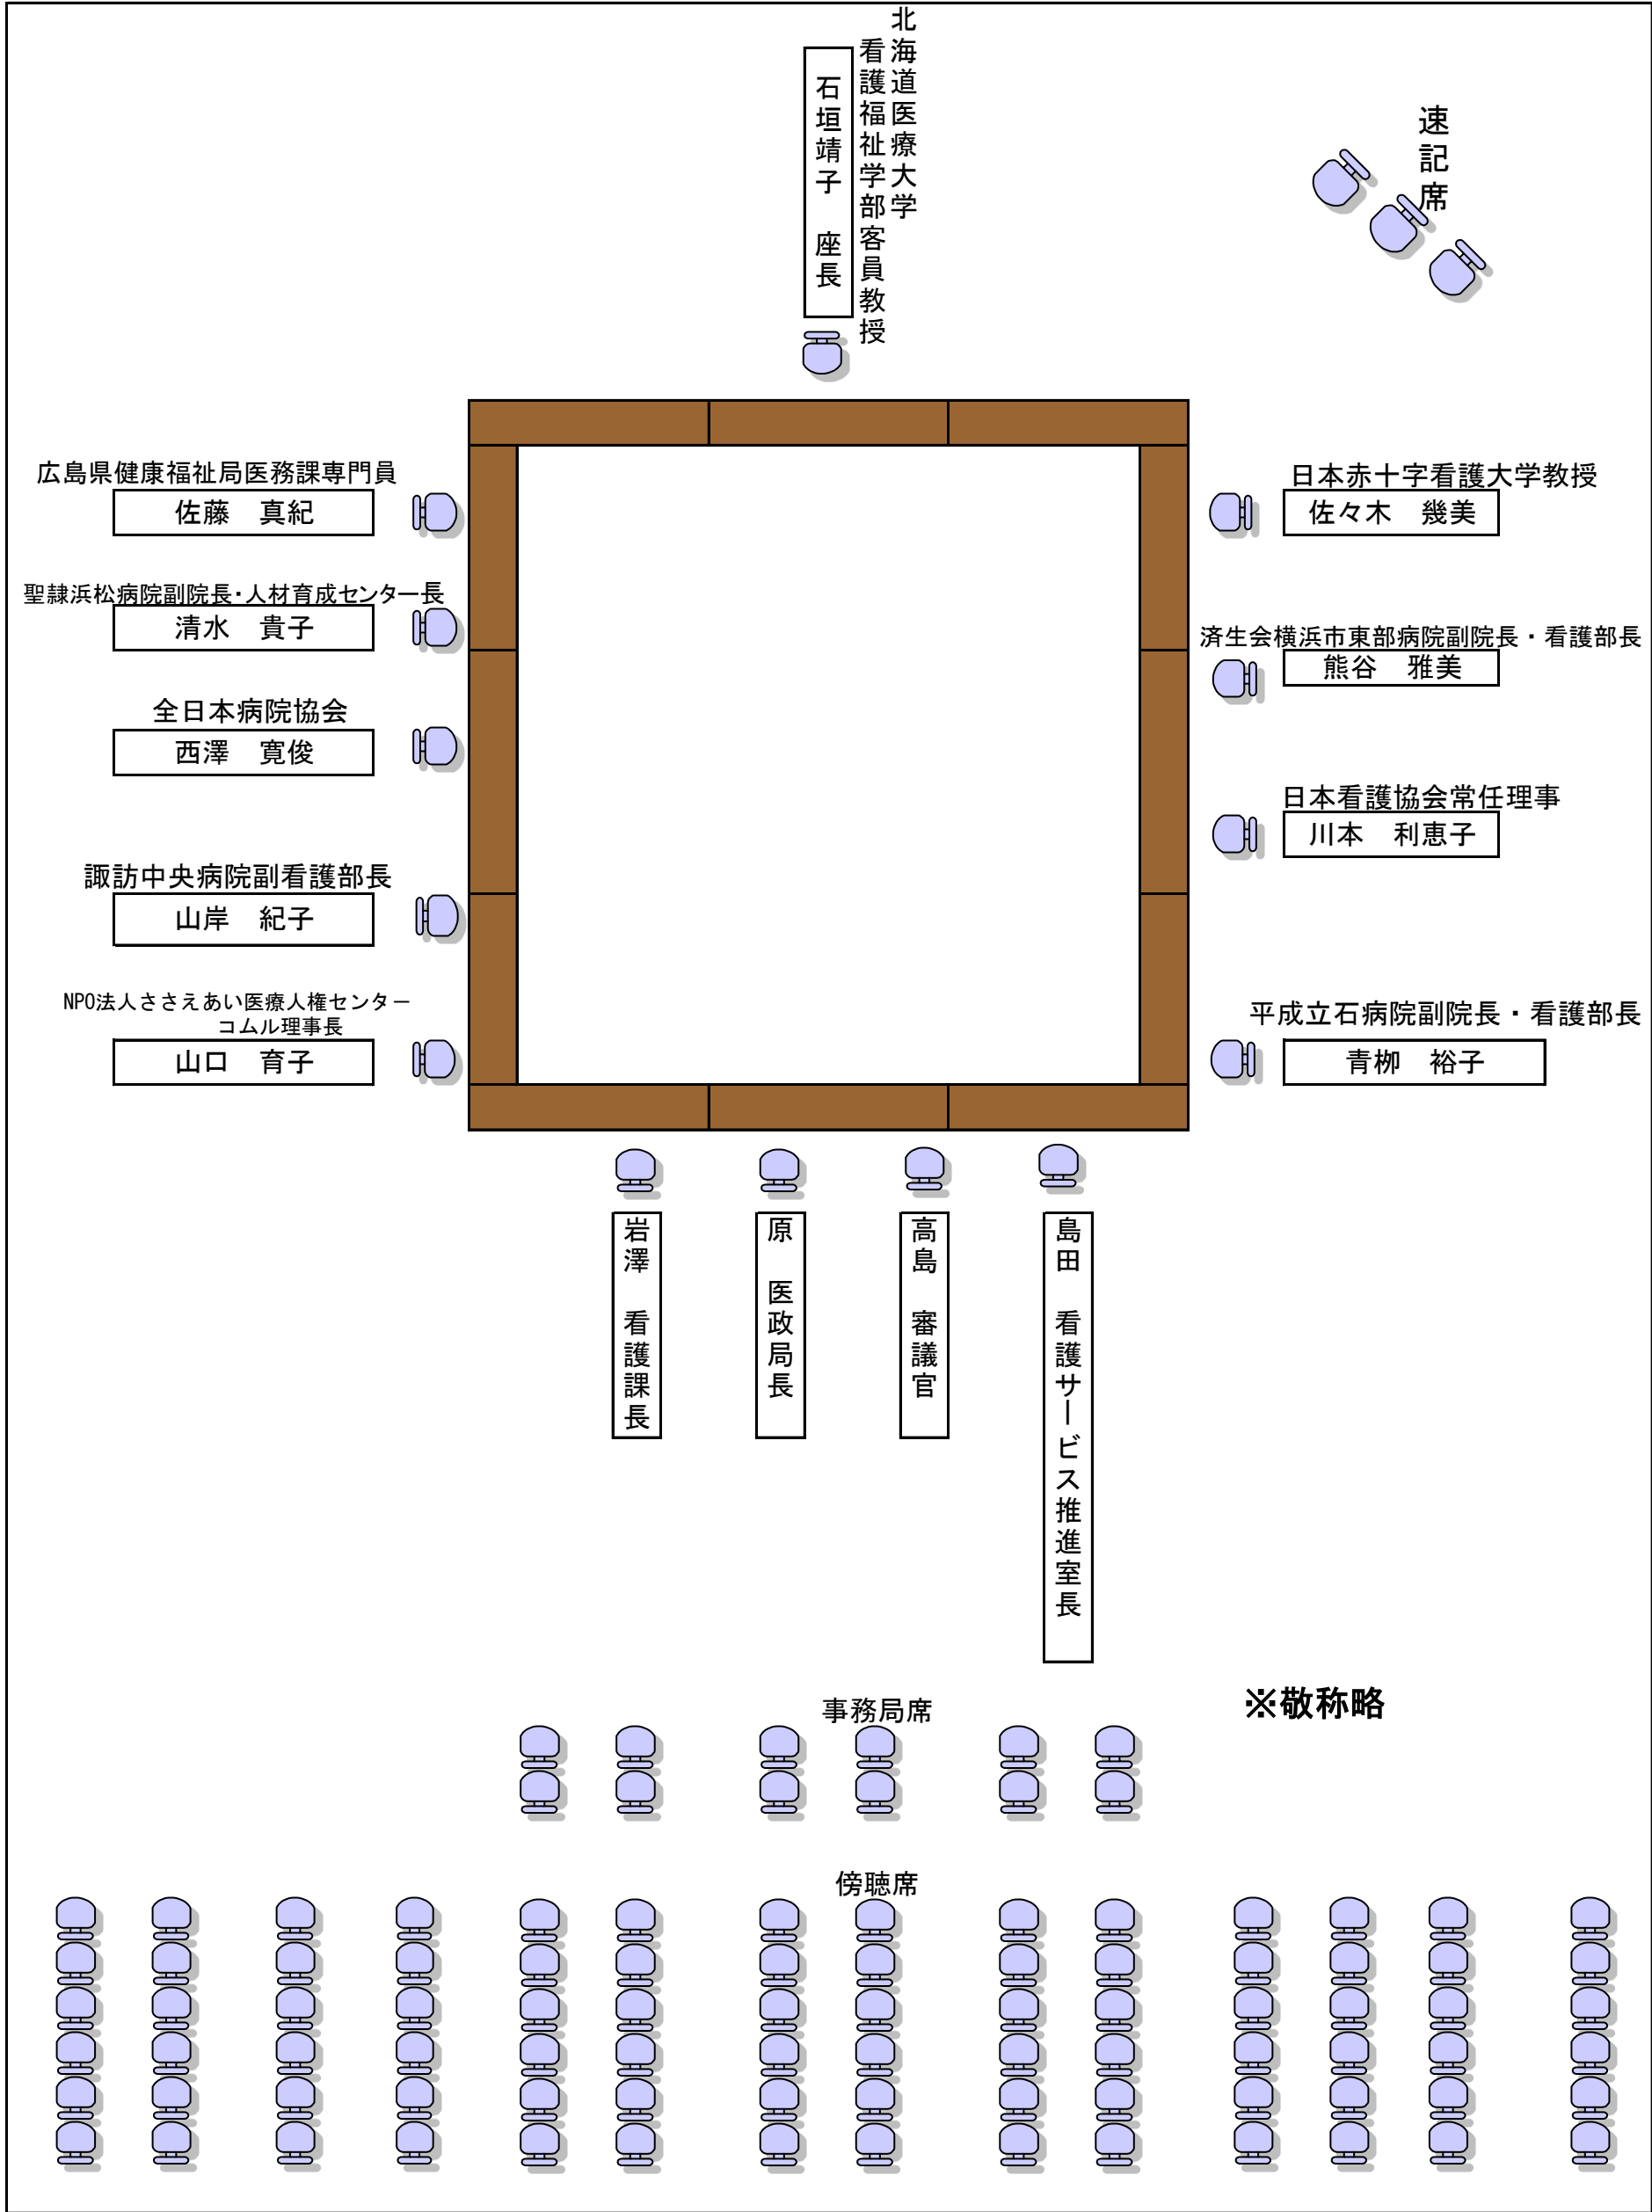 北海道医療大学
看護福祉学部客員教授
石垣靖子　座長
速記席
広島県健康福祉局医務課専門員
佐藤　真紀
聖隷浜松病院副院長・人材育成センター長
清水　貴子
全日本病院協会
西澤　寛俊
諏訪中央病院副看護部長
山岸　紀子
NPO法人ささえあい医療人権センター
コムル理事長
山口　育子
日本赤十字看護大学教授
佐々木　幾美
済生会横浜市東部病院副院長・看護部長
熊谷　雅美
日本看護協会常任理事
川本　利恵子
平成立石病院副院長・看護部長
青栁　裕子
岩澤　看護課長
原　医政局長
高島　審議官
島田　看護サービス推進室長
※敬称略
事務局席
傍聴席